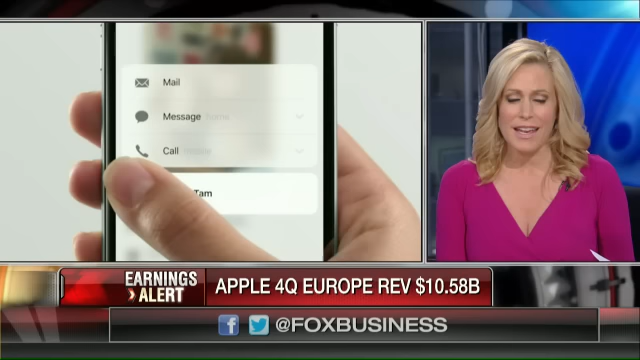 Mail
Message
Call
Tam
EARNINGS
ALERT
APPLE 4Q EUROPE REV $10.58B
@FOXBUSINESS